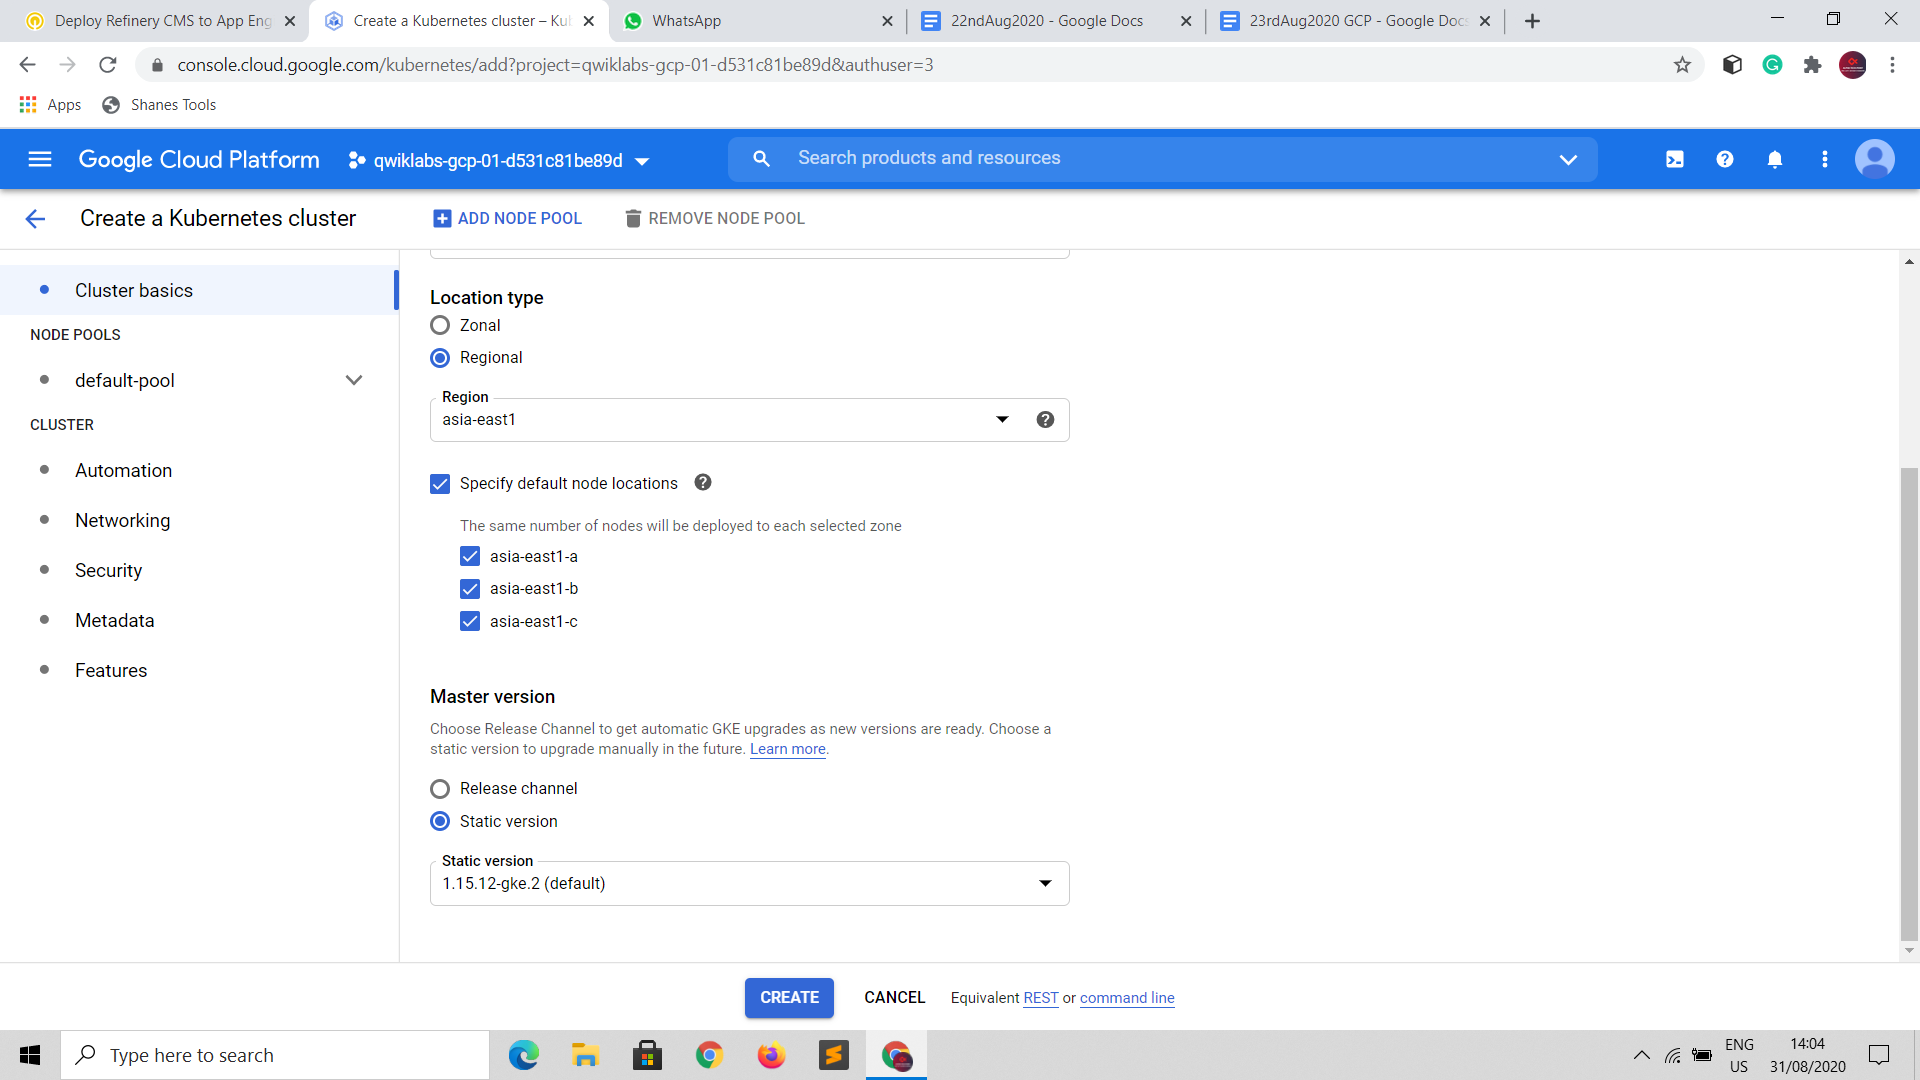 Deploy Refinery CMS to App Eng
Create a Kubernetes cluster – Kub
WhatsApp
22ndAug2020 - Google Docs
23rdAug2020 GCP - Google Docs
console.cloud.google.com/kubernetes/add?project=qwiklabs-gcp-01-d531c81be89d&authuser=3
Apps
Shanes Tools
Google Cloud Platform
qwiklabs-gcp-01-d531c81be89d
Search products and resources
Create a Kubernetes cluster
ADD NODE POOL
REMOVE NODE POOL
Cluster basics
NODE POOLS
default-pool
CLUSTER
Automation
Networking
Security
Metadata
Features
Location type
Zonal
Regional
Region
asia-east1
Specify default node locations
The same number of nodes will be deployed to each selected zone
asia-east1-a
asia-east1-b
asia-east1-c
Master version
Choose Release Channel to get automatic GKE upgrades as new versions are ready. Choose a
static version to upgrade manually in the future. Learn more.
Release channel
Static version
Static version
1.15.12-gke.2 (default)
CREATE
CANCEL
Equivalent REST or command line
Type here to search
ENG
US
14:04
31/08/2020